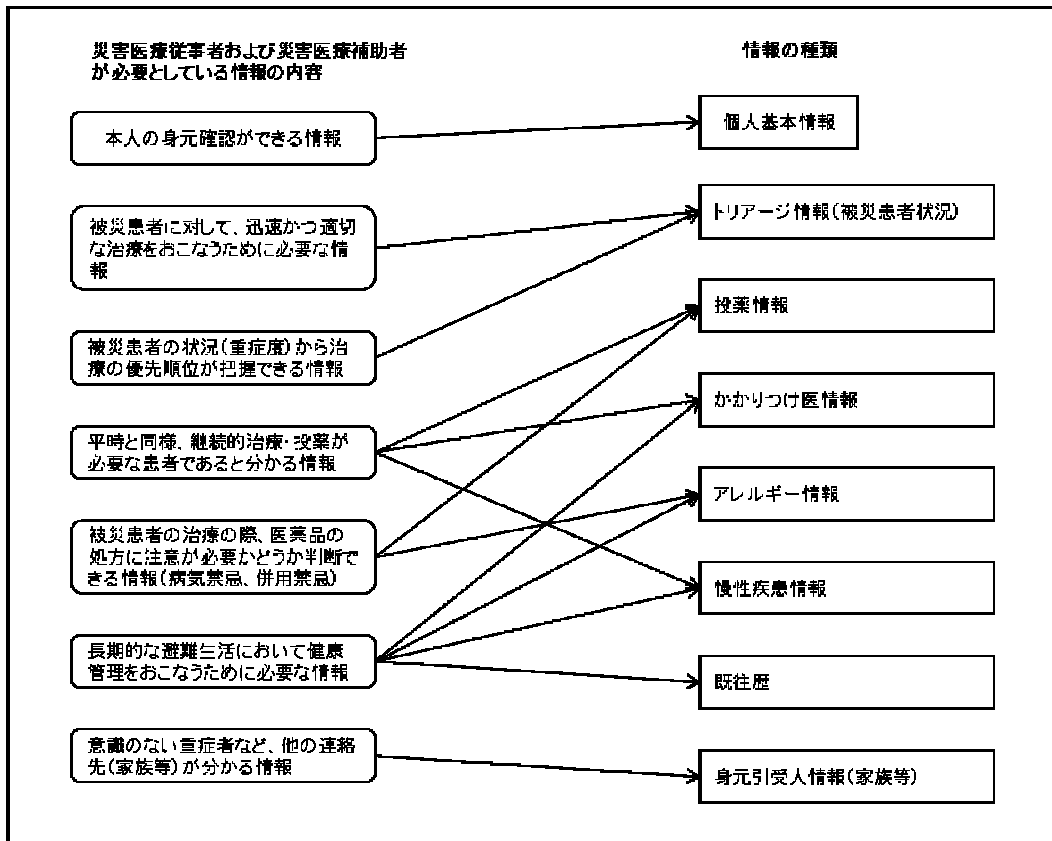 災害医療従事者および災害医療補助者
が必要としている情報の内容
情報の種類
本人の身元確認ができる情報
個人基本情報
被災患者に対して、迅速かつ適切
な治療をおこなうために必要な情
報
トリアージ情報(被災患者状況)
被災患者の状況(重症度)から治
療の優先順位が把握できる情報
投薬情報
平時と同様、継続的治療・投薬が
必要な患者であると分かる情報
かかりつけ医情報
被災患者の治療の際、医薬品の
処方に注意が必要かどうか判断で
きる情報(病気禁忌、併用禁忌)
アレルギー情報
慢性疾患情報
長期的な避難生活において健康
管理をおこなうために必要な情報
既往歴
意識のない重症者など、他の連絡
先(家族等)が分かる情報
身元引受人情報(家族等)